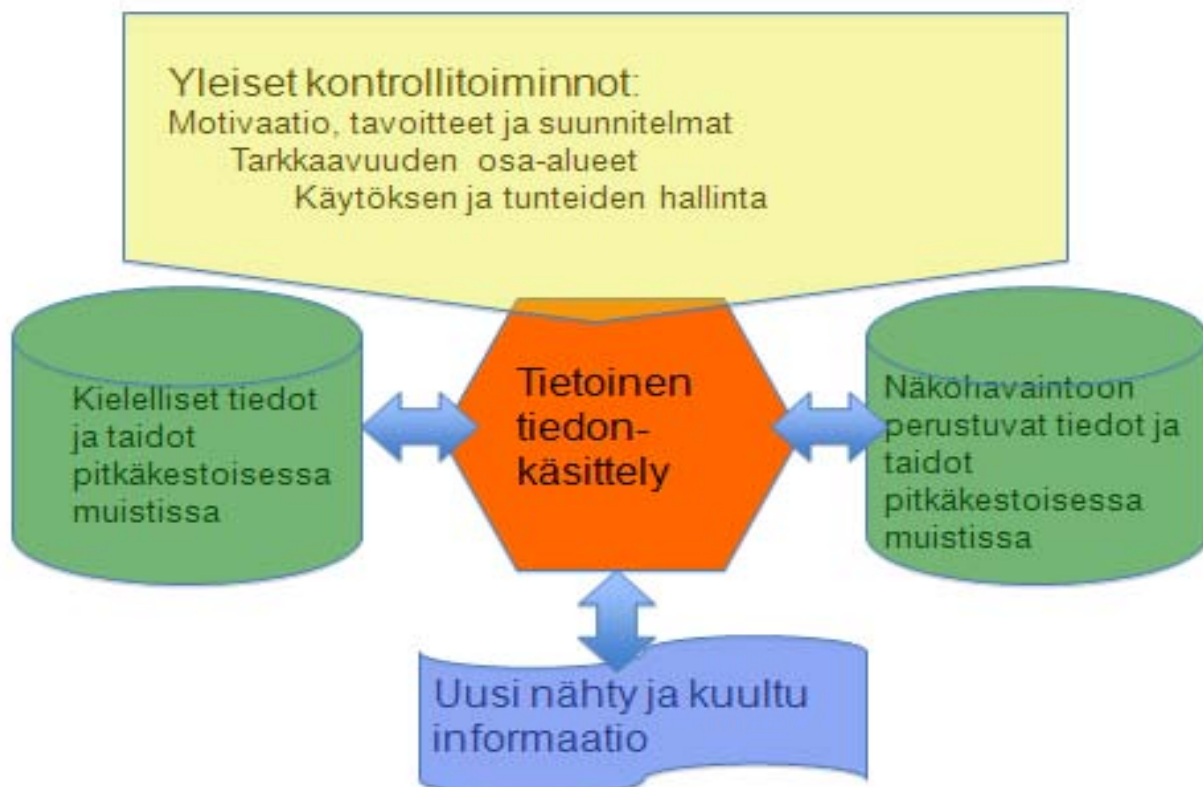 Yleiset kontrollitoiminnot:
Motivaatio, tavoitteet ja suunnitelmat
Tarkkaavuuden osa-alueet
Käytöksen ja tunteiden hallinta
Kielelliset tiedot
ja taidot
pitkäkestoisessa
muistissa
Tietoinen
tiedon-
käsittely
Näköhavaintoon
perustuvat tiedot ja
taidot
pitkäkestoisessa
muistissa
Uusi nähty ja kuultu
informaatio